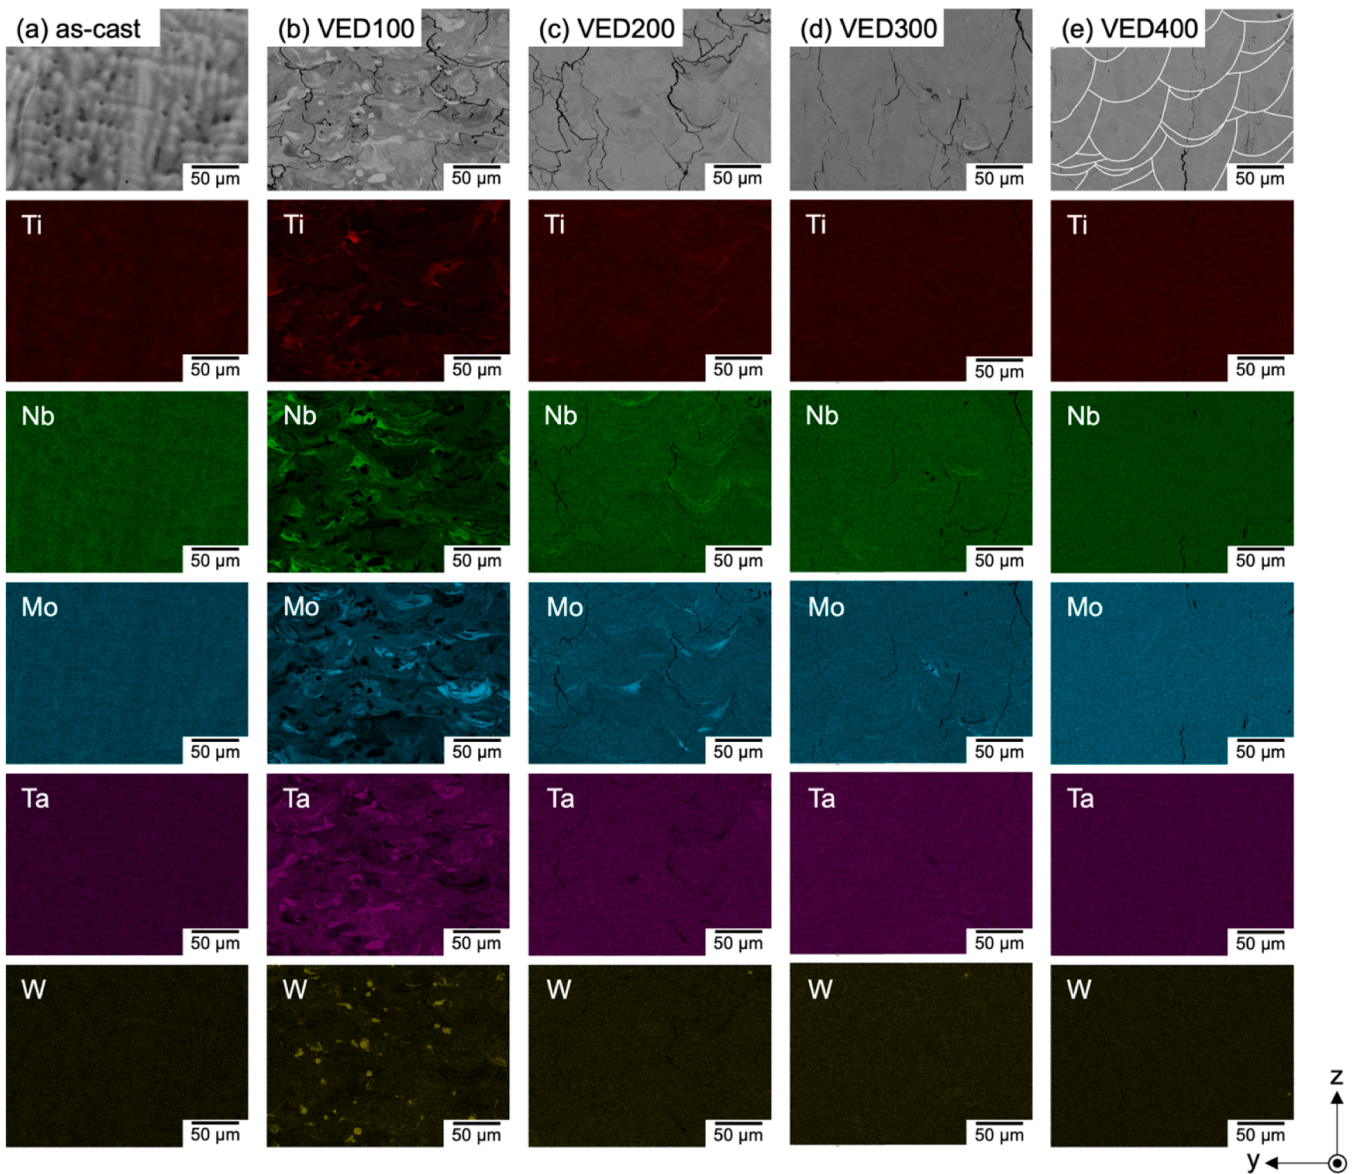 (a) as-cast (b) VED100 (c) VED200 (d) VED300 (e) VED400
50 µm 50 µm 50 µm 50 µm 50 µm
Ti Ti Ti Ti Ti
50 µm 50 µm 50 µm 50 µm 50 µm
Nb Nb Nb Nb Nb
50 µm 50 µm 50 µm 50 µm 50 µm
Mo Mo Mo Mo Mo
50 µm 50 µm 50 µm 50 µm 50 µm
Ta Ta Ta Ta Ta
50 µm 50 µm 50 µm 50 µm 50 µm
W W W W W
50 µm 50 µm 50 µm 50 µm 50 µm
z
y